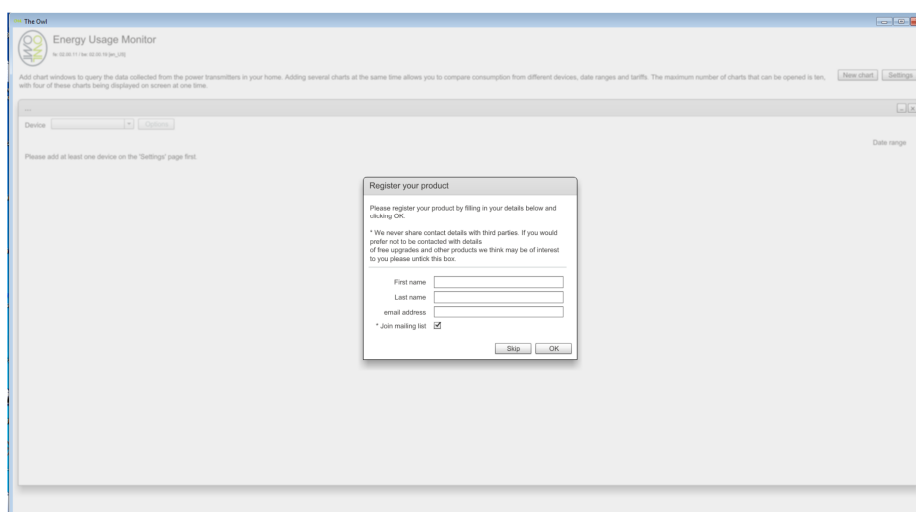 The Owl
Energy Usage Monitor
Add chart windows to query the data collected from the power transmitters in your home. Adding several charts at the same time allows you to compare consumption from different devices, date ranges and tariffs. The maximum number of charts that can be opened is ten,
with four of these charts being displayed on screen at one time.
New chart
Settings
...
Device
Options
Date range
Please add at least one device on the 'Settings' page first
Register your product
Please register your product by filling in your details below and
clicking OK.
* We never share contact details with third parties. If you would
prefer not to be contacted with details
of free upgrades and other products we think may be of interest
to you please untick this box.
First name
Last name
email address
* Join mailing list
Skip
OK